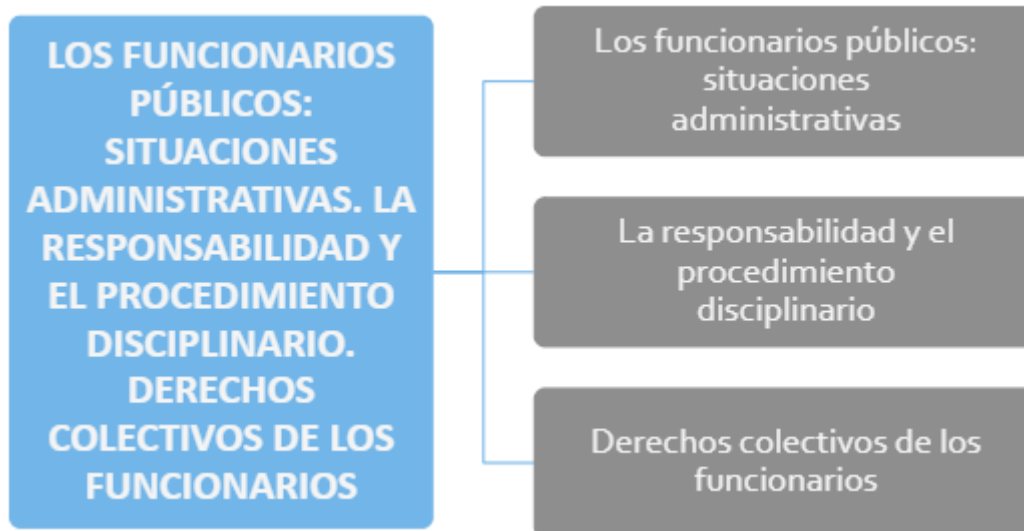 LOS FUNCIONARIOS
PÚBLICOS:
SITUACIONES
ADMINISTRATIVAS. LA
RESPONSABILIDAD Y
EL PROCEDIMIENTO
DISCIPLINARIO.
DERECHOS
COLECTIVOS DE LOS
FUNCIONARIOS
Los funcionarios públicos:
situaciones
administrativas
La responsabilidad y el
procedimiento
disciplinario
Derechos colectivos de los
funcionarios